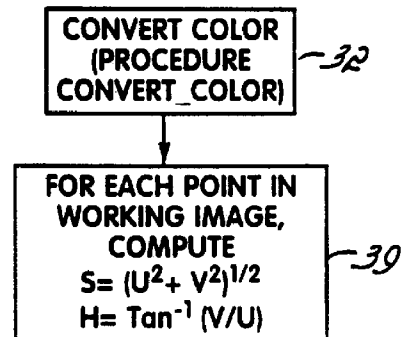 CONVERT COLOR
(PROCEDURE
CONVERT_COLOR)
32
FOR EACH POINT IN
WORKING IMAGE,
COMPUTE
S= (U² + V²)^1/2
H= Tan⁻¹ (V/U)
39